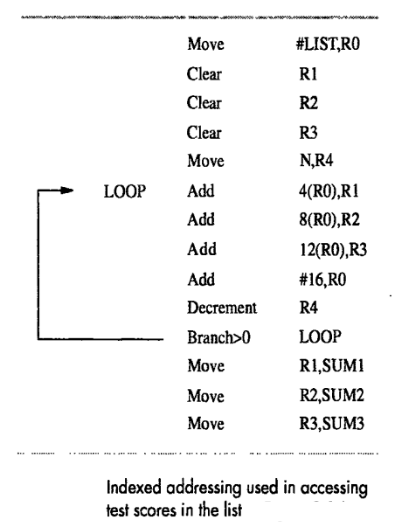 Move #LIST,R0
Clear R1
Clear R2
Clear R3
Move N,R4
LOOP Add 4(R0),R1
Add 8(R0),R2
Add 12(R0),R3
Add #16,R0
Decrement R4
Branch>0 LOOP
Move R1,SUM1
Move R2,SUM2
Move R3,SUM3
Indexed addressing used in accessing
test scores in the list